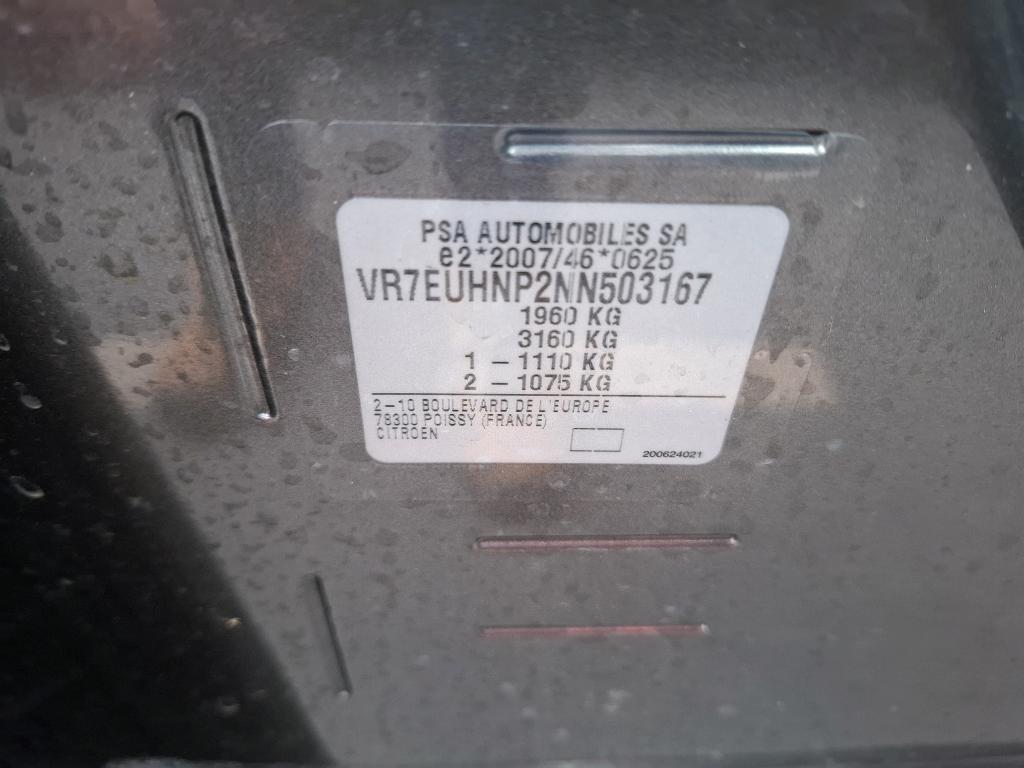 PSA AUTOMOBILES SA
e2*2007/46*0625
VR7EUHNP2NN503167
1960 KG
3160 KG
1 - 1110 KG
2 - 1075 KG
2-10 BOULEVARD DE L'EUROPE
78300 POISSY (FRANCE)
CITROEN
200624021